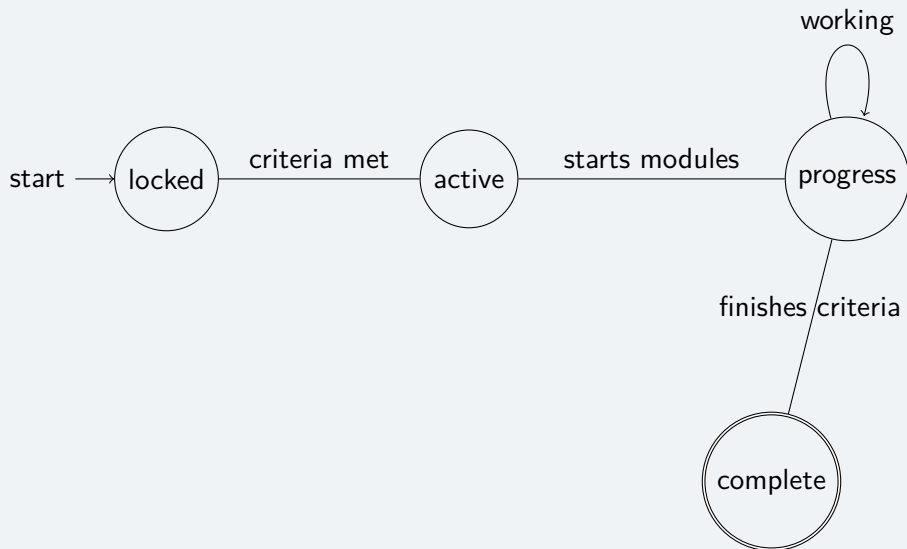 working
start
locked
criteria met
active
starts modules
progress
finishes criteria
complete